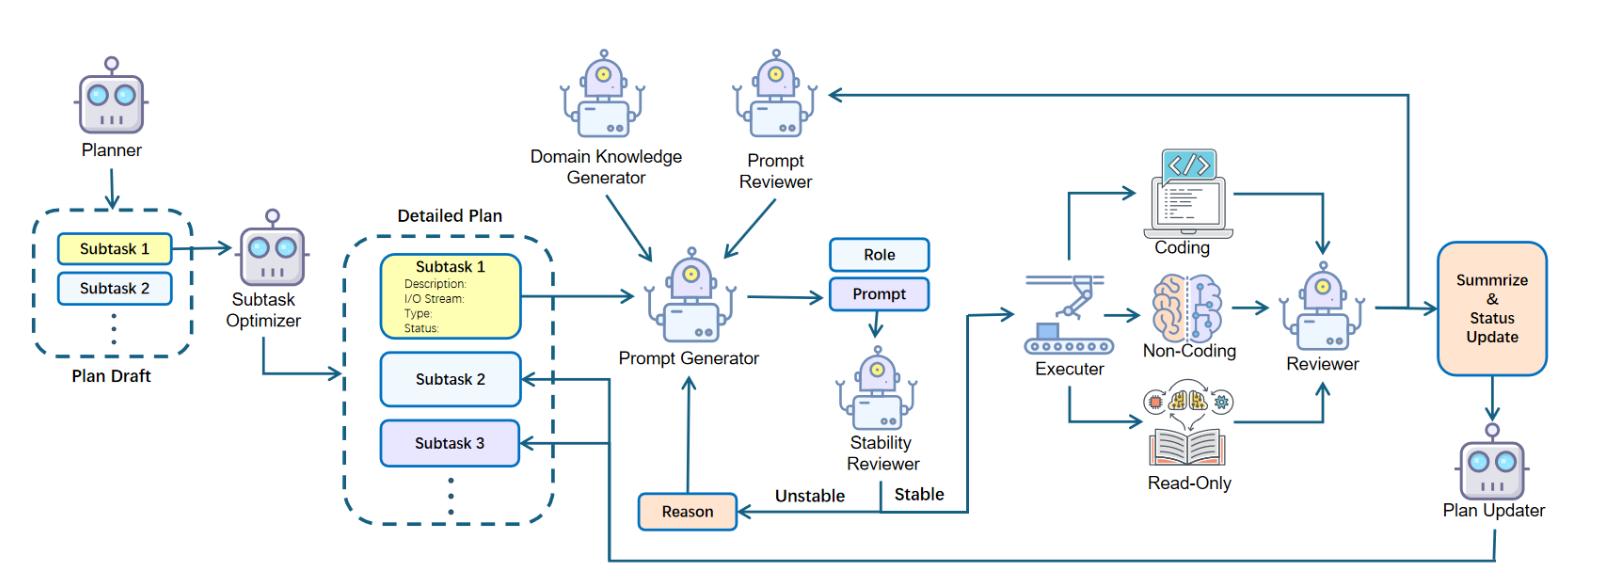 Planner
Subtask 1
Subtask 2
Plan Draft
Subtask
Optimizer
Detailed Plan
Subtask 1
Description:
I/O Stream:
Type:
Status:
Subtask 2
Subtask 3
Domain Knowledge
Generator
Prompt
Reviewer
Prompt Generator
Role
Prompt
Stability
Reviewer
Unstable
Stable
Reason
Executer
</>
Coding
Non-Coding
Read-Only
Reviewer
Summrize
&
Status
Update
Plan Updater